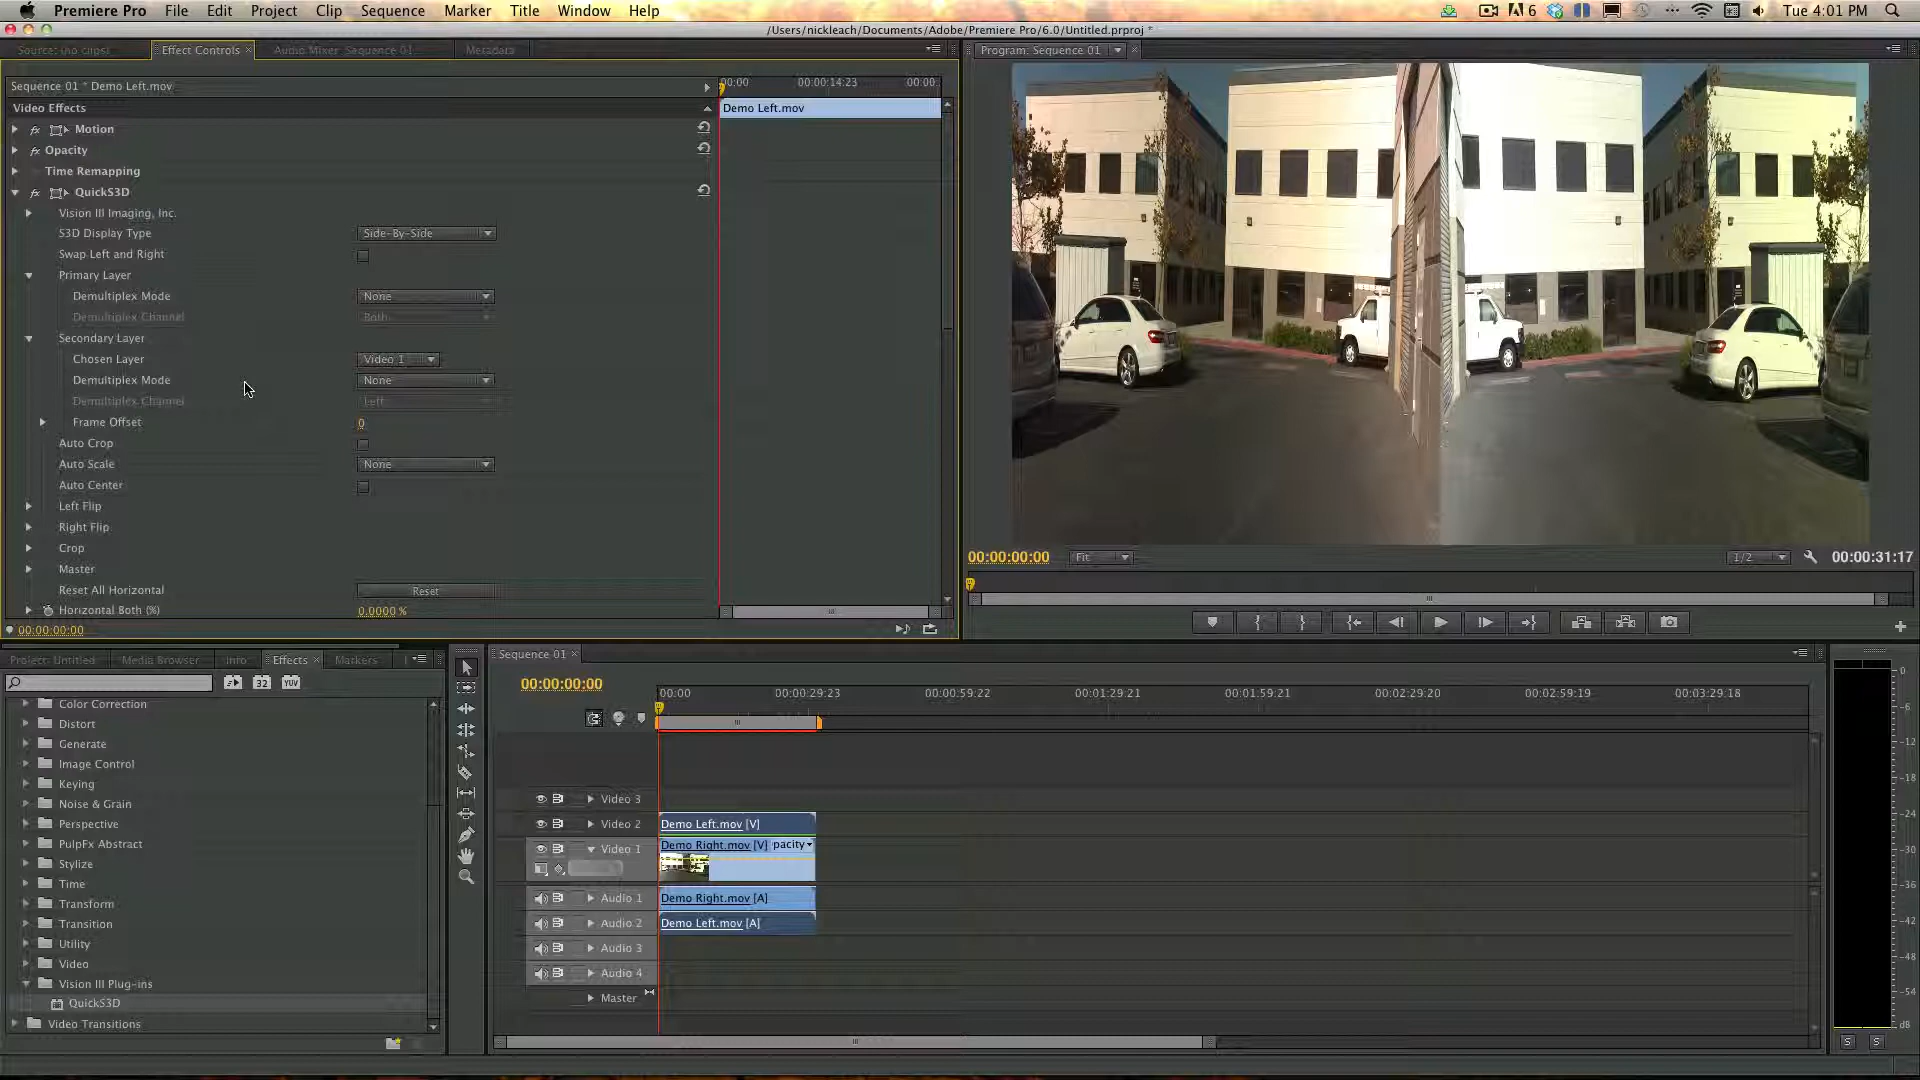 Premiere Pro File Edit Project Clip Sequence Marker Title Window Help 6 Tue 4:01 PM
/Users/nickleach/Documents/Adobe/Premiere Pro/6.0/Untitled.prproj *
Source: (no clips) Effect Controls × Audio Mixer: Sequence 01 Metadata
Program: Sequence 01
Sequence 01 * Demo Left.mov
00:00 00:00:14:23 00:00:
Video Effects
Demo Left.mov
fx Motion
fx Opacity
Time Remapping
fx QuickS3D
Vision III Imaging, Inc.
S3D Display Type Side-By-Side
Swap Left and Right
Primary Layer
Demultiplex Mode None
Demultiplex Channel Both
Secondary Layer
Chosen Layer Video 1
Demultiplex Mode None
Demultiplex Channel Left
Frame Offset 0
Auto Crop
Auto Scale None
Auto Center
Left Flip
Right Flip
Crop
Master
Reset All Horizontal Reset
Horizontal Both (%) 0.0000 %
00:00:00:00
00:00:00:00 Fit 1/2 00:00:31:17
Project: Untitled Media Browser Info Effects × Markers
32 YUV
Color Correction
Distort
Generate
Image Control
Keying
Noise & Grain
Perspective
PulpFx Abstract
Stylize
Time
Transform
Transition
Utility
Video
Vision III Plug-ins
QuickS3D
Video Transitions
Sequence 01 ×
00:00:00:00
00:00 00:00:29:23 00:00:59:22 00:01:29:21 00:01:59:21 00:02:29:20 00:02:59:19 00:03:29:18
Video 3
Video 2 Demo Left.mov [V]
Video 1 Demo Right.mov [V] pacity
Audio 1 Demo Right.mov [A]
Audio 2 Demo Left.mov [A]
Audio 3
Audio 4
Master
0
-6
-12
-18
-24
-30
-36
-42
-48
-54
dB
S S